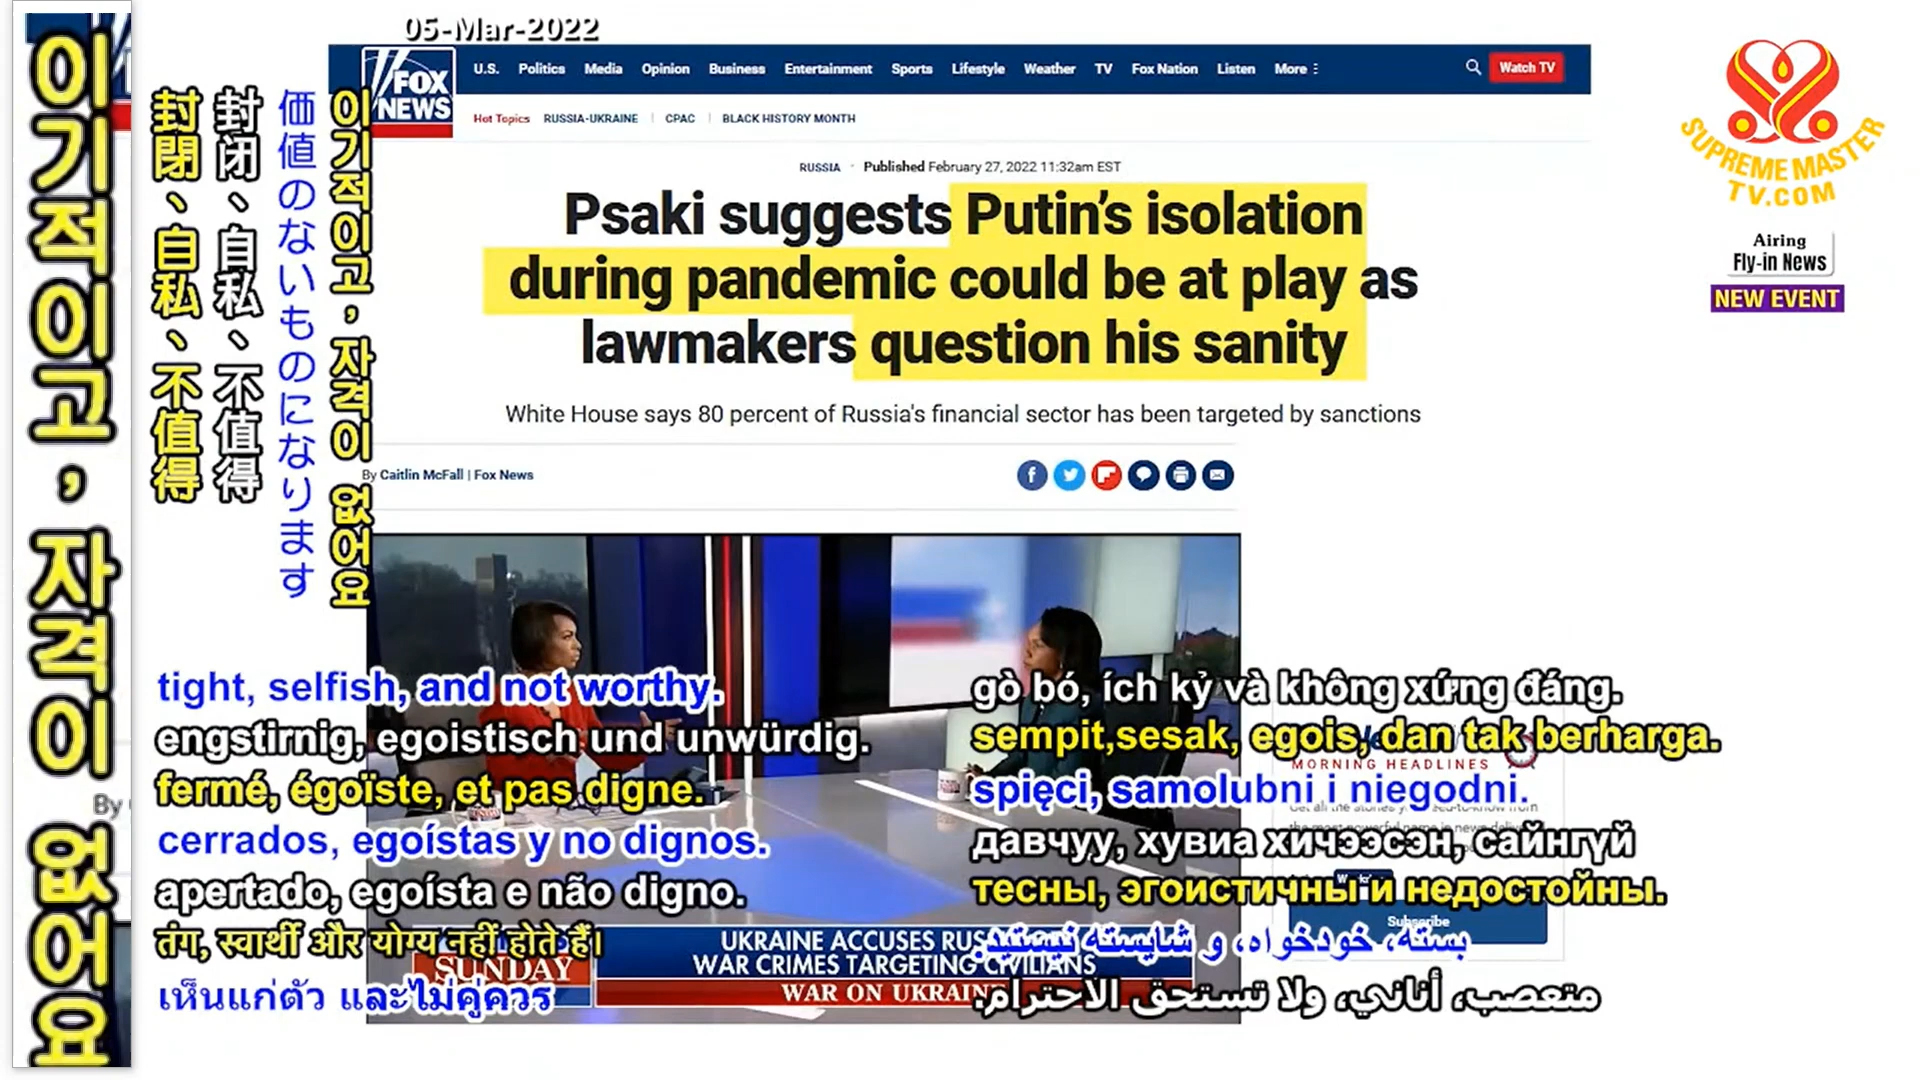 05-Mar-2022
FOX
NEWS
U.S. Politics Media Opinion Business Entertainment Sports Lifestyle Weather TV Fox Nation Listen More
Watch TV
Hot Topics RUSSIA-UKRAINE CPAC BLACK HISTORY MONTH
RUSSIA · Published February 27, 2022 11:32am EST
Psaki suggests Putin's isolation
during pandemic could be at play as
lawmakers question his sanity
White House says 80 percent of Russia's financial sector has been targeted by sanctions
By Caitlin McFall | Fox News
SUPREME MASTER
TV.COM
Airing
Fly-in News
NEW EVENT
이기적이고, 자격이 없어요
封閉、自私、不值得
封闭、自私、不值得
価値のないものになります
이기적이고, 자격이 없어요
By
tight, selfish, and not worthy.
engstirnig, egoistisch und unwürdig.
fermé, égoïste, et pas digne.
cerrados, egoístas y no dignos.
apertado, egoísta e não digno.
तंग, स्वार्थी और योग्य नहीं होते हैं।
เห็นแก่ตัว และไม่คู่ควร
gò bó, ích kỷ và không xứng đáng.
sempit,sesak, egois, dan tak berharga.
spięci, samolubni i niegodni.
давчуу, хувиа хичээсэн, сайнгүй
тесны, эгоистичны и недостойны.
بسته، خودخواه، و شایسته نیستید.
متعصب، أناني، ولا تستحق الاحترام.
MORNING HEADLINES
Subscribe
UKRAINE ACCUSES RUS
WAR CRIMES TARGETING CIVILIANS
SUNDAY
WAR ON UKRAINE